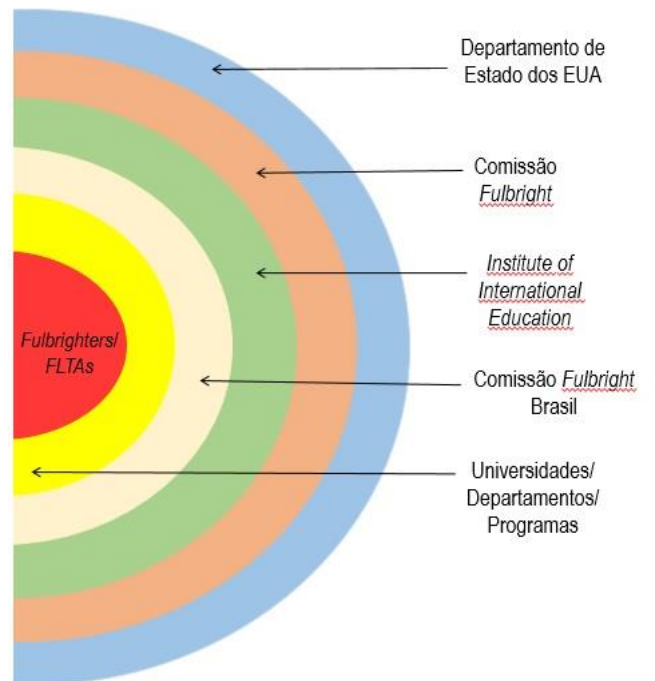 Departamento de
Estado dos EUA
Comissão
Fulbright
Institute of
International
Education
Fulbrighters/
FLTAs
Comissão Fulbright
Brasil
Universidades/
Departamentos/
Programas